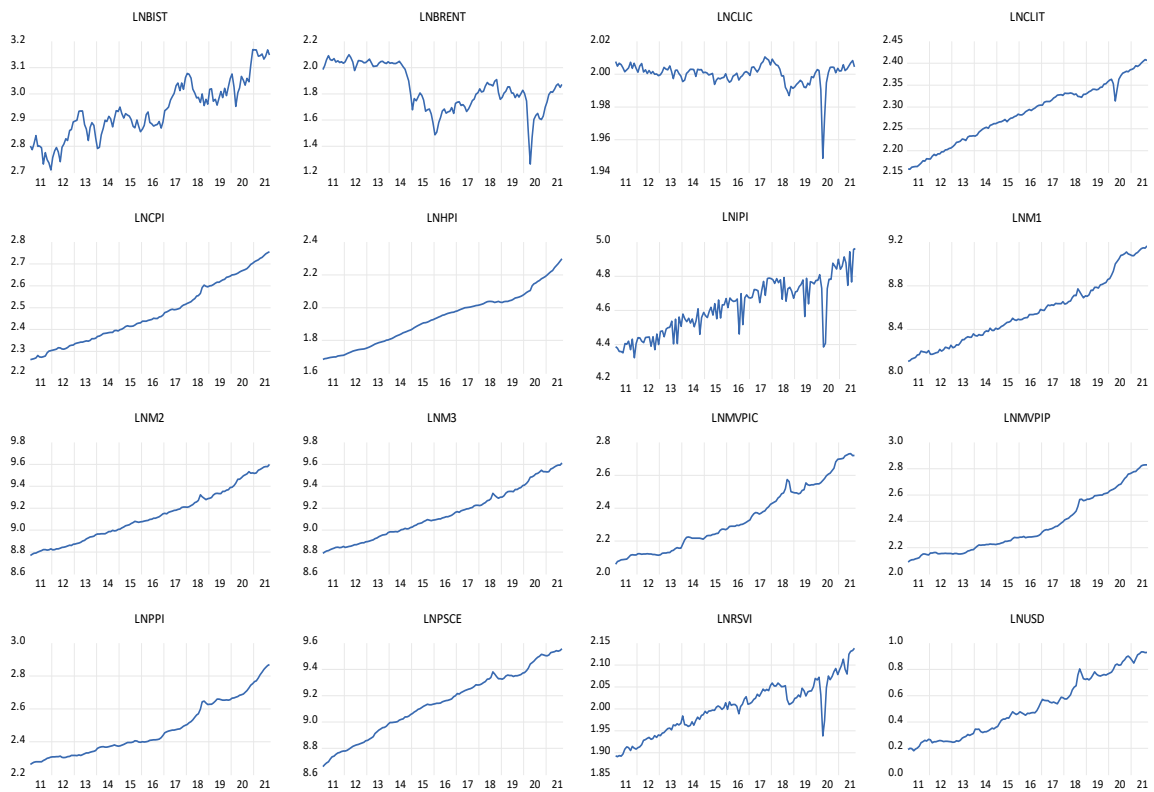 LNBIST LNBRENT LNCLIC LNCLIT
3.2 2.2 2.02 2.45
3.1 2.0 2.00 2.40
3.0 1.8 1.98 2.35
2.9 1.6 2.30
2.8 1.4 1.96 2.25
2.20
2.7 1.2 1.94 2.15
11 12 13 14 15 16 17 18 19 20 21 11 12 13 14 15 16 17 18 19 20 21 11 12 13 14 15 16 17 18 19 20 21 11 12 13 14 15 16 17 18 19 20 21
LNCPI LNHPI LNIPI LNM1
2.8 2.4 5.0 9.2
2.7 2.2 4.8 8.8
2.6 2.0 4.6
2.5 1.8 4.4 8.4
2.4
2.3
2.2 1.6 4.2 8.0
11 12 13 14 15 16 17 18 19 20 21 11 12 13 14 15 16 17 18 19 20 21 11 12 13 14 15 16 17 18 19 20 21 11 12 13 14 15 16 17 18 19 20 21
LNM2 LNM3 LNMVPIC LNMVPIP
9.8 9.8 2.8 3.0
9.6 9.6 2.6 2.8
9.4 9.4 2.4 2.6
9.2 9.2 2.2 2.4
9.0 9.0 2.2
8.8 8.8
8.6 8.6 2.0 2.0
11 12 13 14 15 16 17 18 19 20 21 11 12 13 14 15 16 17 18 19 20 21 11 12 13 14 15 16 17 18 19 20 21 11 12 13 14 15 16 17 18 19 20 21
LNPPI LNPSCE LNRSVI LNUSD
3.0 9.6 2.15 1.0
2.8 9.4 2.10 0.8
2.6 9.2 2.05 0.6
2.4 9.0 2.00 0.4
8.8 1.95 0.2
1.90
2.2 8.6 1.85 0.0
11 12 13 14 15 16 17 18 19 20 21 11 12 13 14 15 16 17 18 19 20 21 11 12 13 14 15 16 17 18 19 20 21 11 12 13 14 15 16 17 18 19 20 21